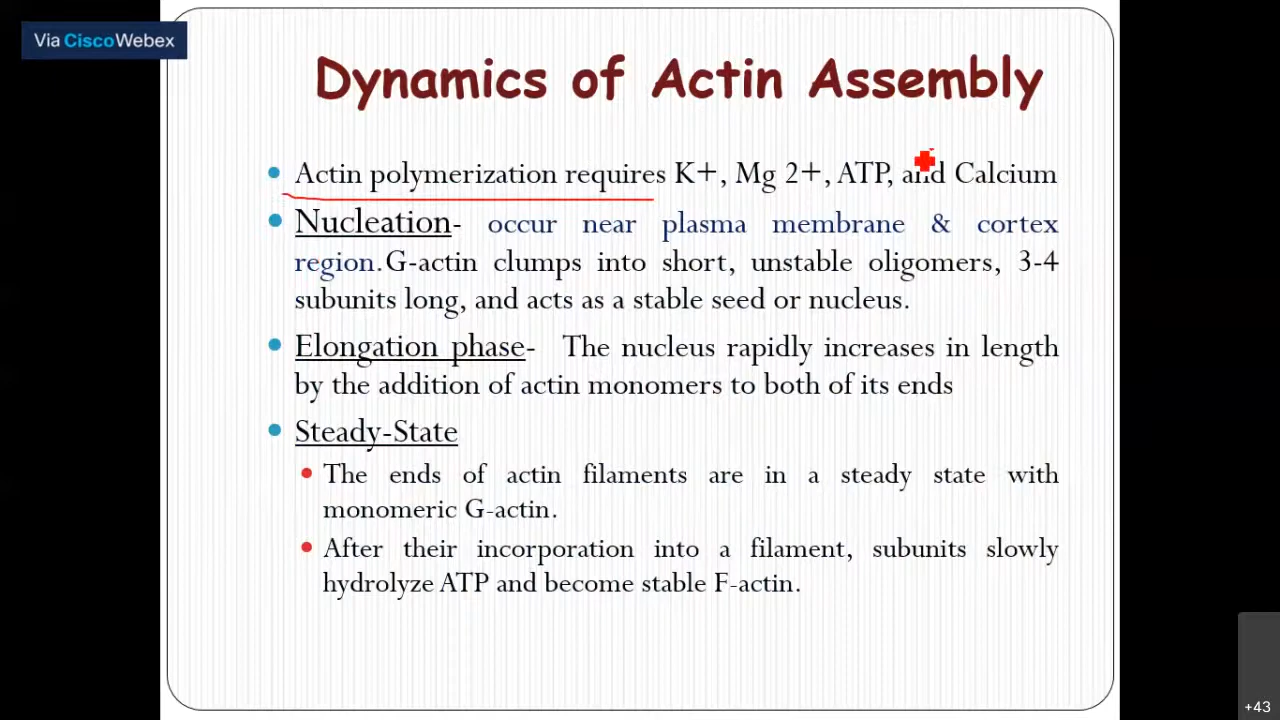 Via CiscoWebex
Dynamics of Actin Assembly
Actin polymerization requires K+, Mg 2+, ATP, and Calcium
Nucleation- occur near plasma membrane & cortex
region.G-actin clumps into short, unstable oligomers, 3-4
subunits long, and acts as a stable seed or nucleus.
Elongation phase- The nucleus rapidly increases in length
by the addition of actin monomers to both of its ends
Steady-State
The ends of actin filaments are in a steady state with
monomeric G-actin.
After their incorporation into a filament, subunits slowly
hydrolyze ATP and become stable F-actin.
+43